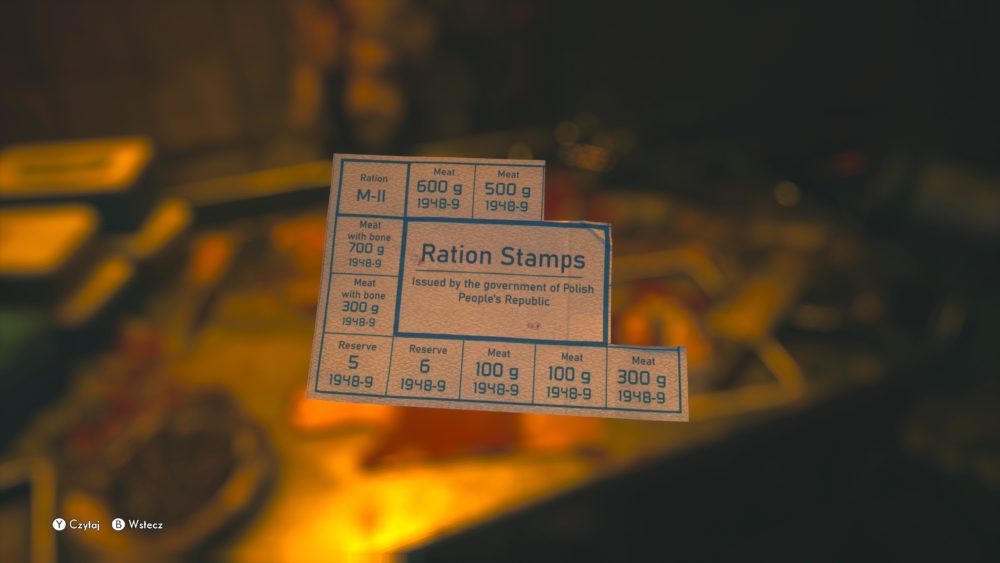 Ration
M-II
Meat
600 g
1948-9
Meat
500 g
1948-9
Meat
with bone
700 g
1948-9
Meat
with bone
300 g
1948-9
Ration Stamps
Issued by the government of Polish
People's Republic
Reserve
5
1948-9
Reserve
6
1948-9
Meat
100 g
1948-9
Meat
100 g
1948-9
Meat
300 g
1948-9
Y Czytaj B Wstecz